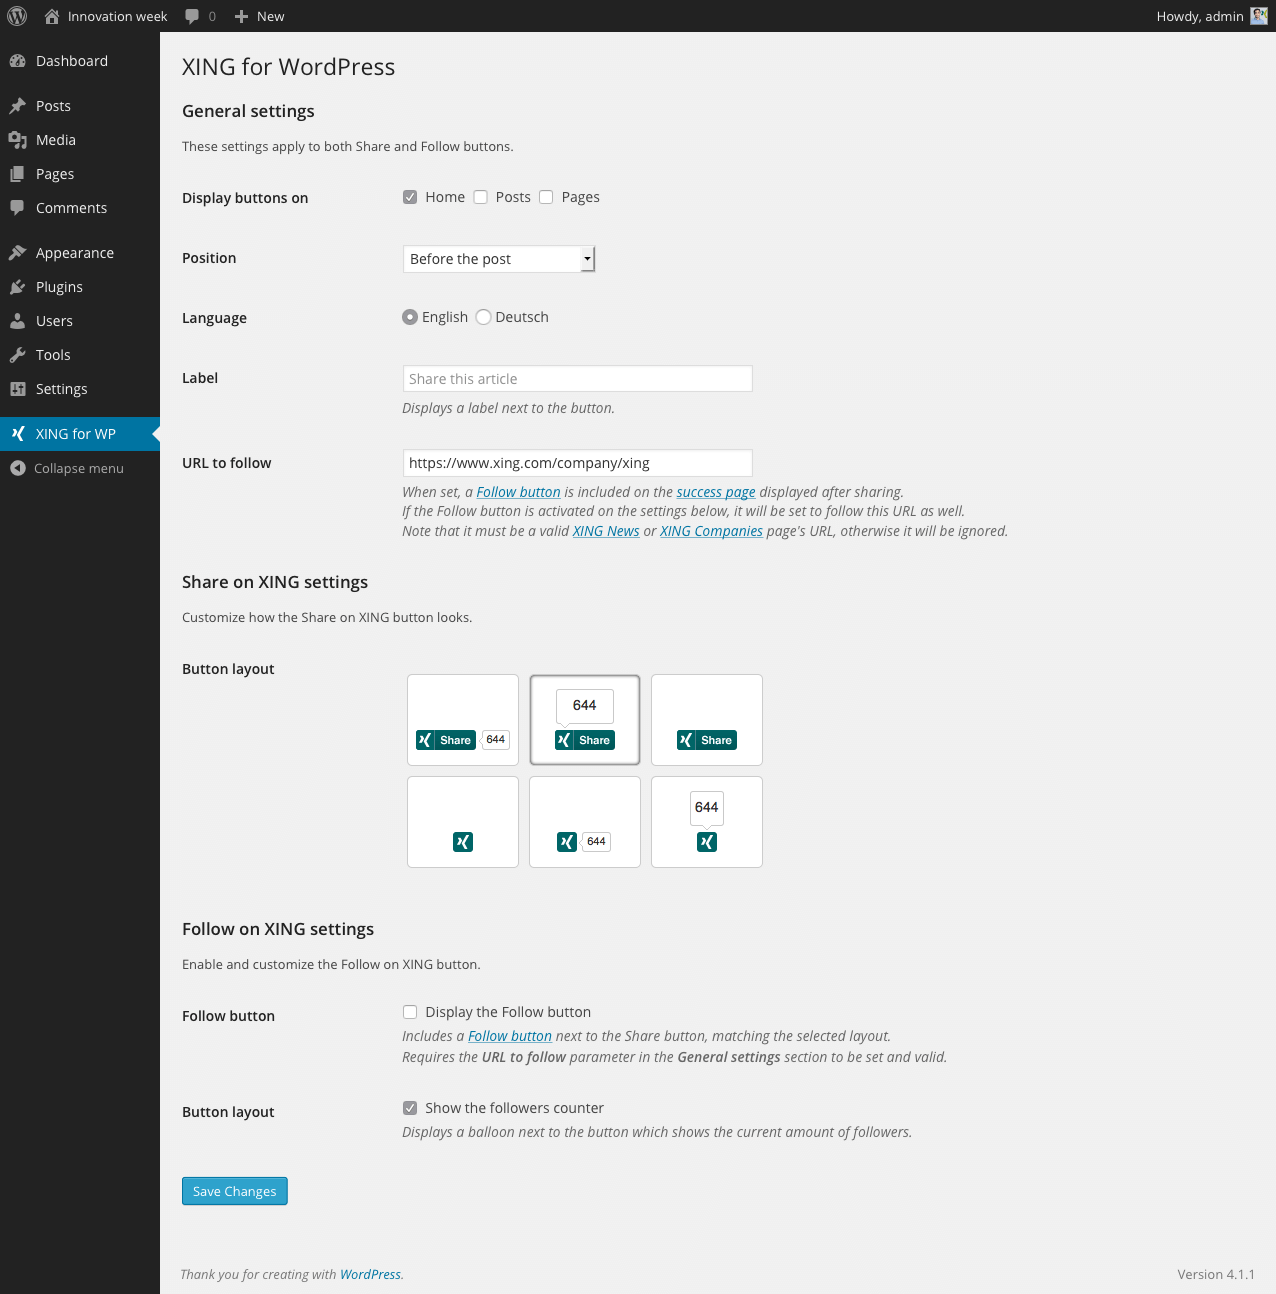 Innovation week 0 New Howdy, admin
Dashboard
Posts
Media
Pages
Comments
Appearance
Plugins
Users
Tools
Settings
XING for WP
Collapse menu
XING for WordPress
General settings
These settings apply to both Share and Follow buttons.
Display buttons on Home Posts Pages
Position Before the post
Language English Deutsch
Label Share this article
Displays a label next to the button.
URL to follow https://www.xing.com/company/xing
When set, a Follow button is included on the success page displayed after sharing.
If the Follow button is activated on the settings below, it will be set to follow this URL as well.
Note that it must be a valid XING News or XING Companies page's URL, otherwise it will be ignored.
Share on XING settings
Customize how the Share on XING button looks.
Button layout
644
Share 644 Share Share
644
644
Follow on XING settings
Enable and customize the Follow on XING button.
Follow button Display the Follow button
Includes a Follow button next to the Share button, matching the selected layout.
Requires the URL to follow parameter in the General settings section to be set and valid.
Button layout Show the followers counter
Displays a balloon next to the button which shows the current amount of followers.
Save Changes
Thank you for creating with WordPress. Version 4.1.1